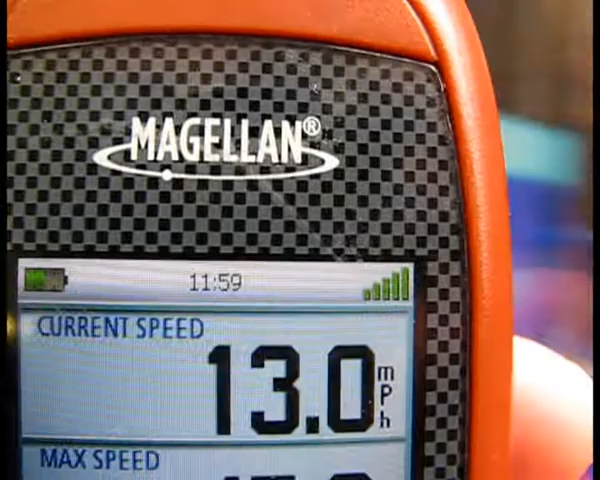 MAGELLAN®
11:59
CURRENT SPEED
13.0 mPh
MAX SPEED